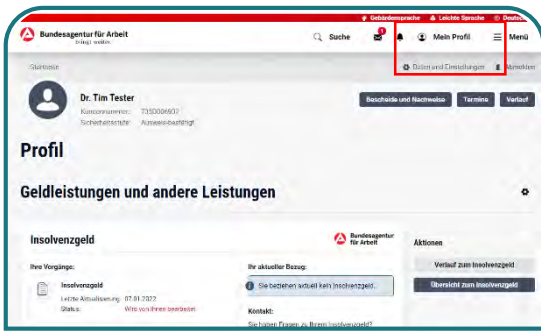 Gebärdensprache Leichte Sprache Deutsch
Bundesagentur für Arbeit
bringt weiter.
Suche Mein Profil Menü
Startseite
Daten und Einstellungen Abmelden
Dr. Tim Tester
Kundennummer:
Sicherheitsstufe: Ausweis-bestätigt
Bescheide und Nachweise Termine Verlauf
Profil
Geldleistungen und andere Leistungen
Insolvenzgeld
Bundesagentur
für Arbeit
Aktionen
Ihre Vorgänge:
Ihr aktueller Bezug:
Verlauf zum Insolvenzgeld
Insolvenzgeld
Sie beziehen aktuell kein Insolvenzgeld.
Übersicht zum Insolvenzgeld
Letzte Aktualisierung: 07.01.2022
Status: Wird von Ihnen bearbeitet
Kontakt:
Sie haben Fragen zu Ihrem Insolvenzgeld?